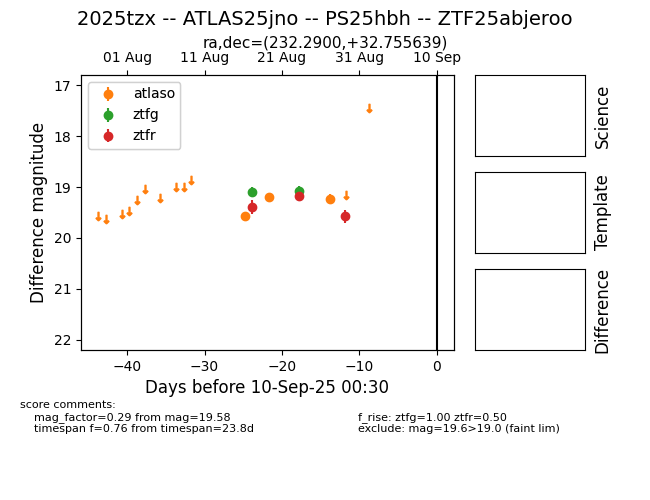 2025tzx -- ATLAS25jno -- PS25hbh -- ZTF25abjeroo
ra,dec=(232.2900,+32.755639)
01 Aug 11 Aug 21 Aug 31 Aug 10 Sep
atlaso
ztfg
ztfr
17
18
19
20
21
22
Difference magnitude
−40 −30 −20 −10 0
Days before 10-Sep-25 00:30
Science
Template
Difference
score comments:
mag_factor=0.29 from mag=19.58
timespan f=0.76 from timespan=23.8d
f_rise: ztfg=1.00 ztfr=0.50
exclude: mag=19.6>19.0 (faint lim)